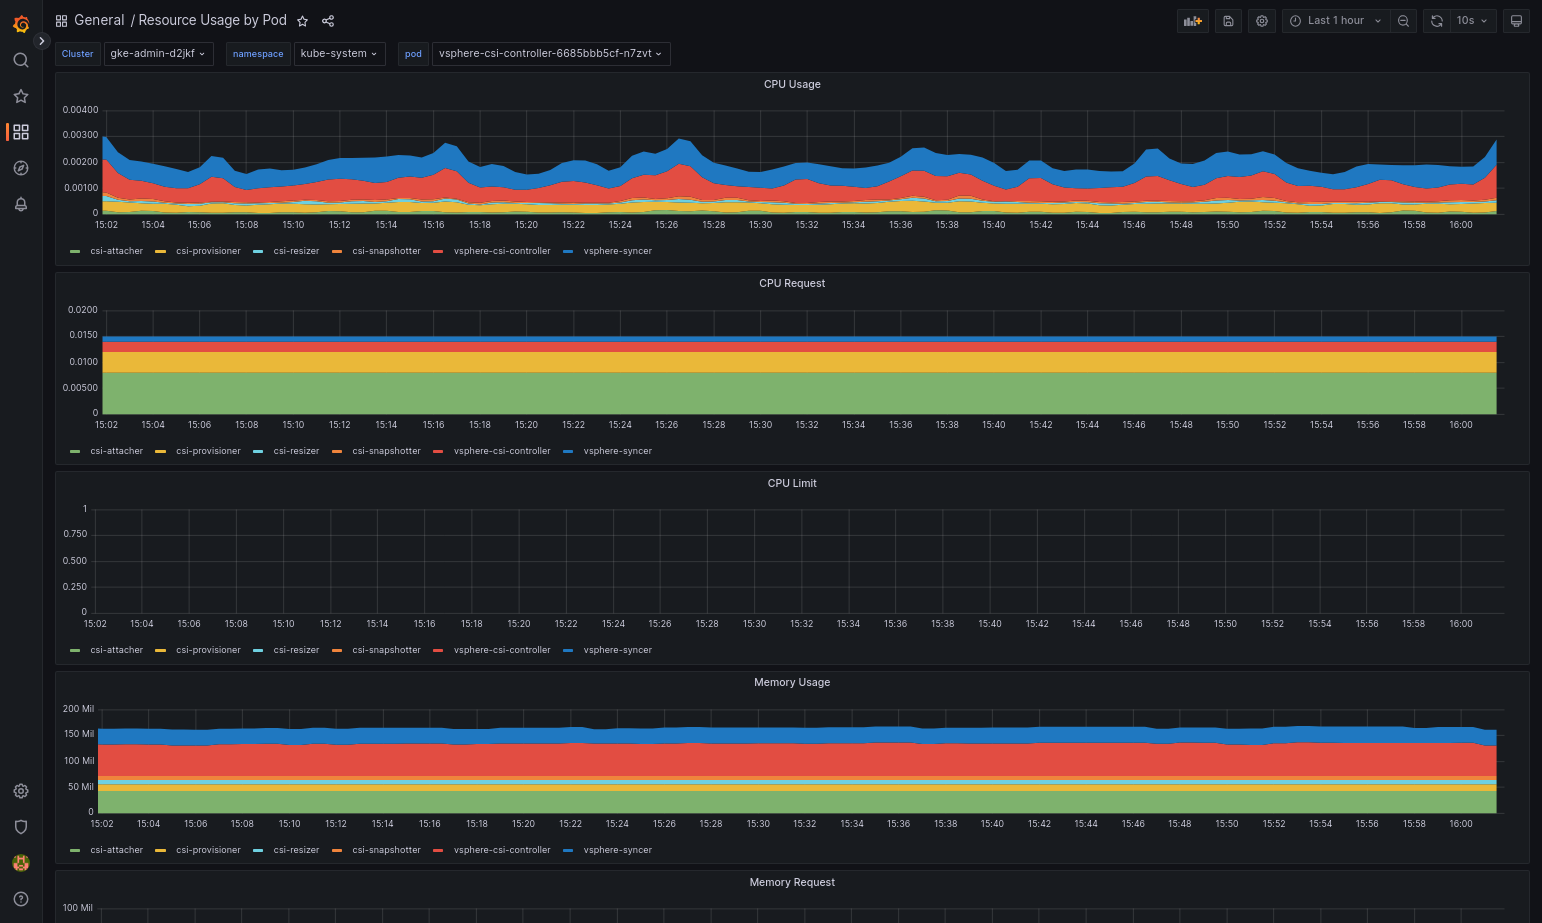 General / Resource Usage by Pod
Last 1 hour
10s
Cluster gke-admin-d2jkf namespace kube-system pod vsphere-csi-controller-6685bbb5cf-n7zvt
CPU Usage
0.00400
0.00300
0.00200
0.00100
0
15:02 15:04 15:06 15:08 15:10 15:12 15:14 15:16 15:18 15:20 15:22 15:24 15:26 15:28 15:30 15:32 15:34 15:36 15:38 15:40 15:42 15:44 15:46 15:48 15:50 15:52 15:54 15:56 15:58 16:00
csi-attacher csi-provisioner csi-resizer csi-snapshotter vsphere-csi-controller vsphere-syncer
CPU Request
0.0200
0.0150
0.0100
0.00500
0
15:02 15:04 15:06 15:08 15:10 15:12 15:14 15:16 15:18 15:20 15:22 15:24 15:26 15:28 15:30 15:32 15:34 15:36 15:38 15:40 15:42 15:44 15:46 15:48 15:50 15:52 15:54 15:56 15:58 16:00
csi-attacher csi-provisioner csi-resizer csi-snapshotter vsphere-csi-controller vsphere-syncer
CPU Limit
1
0.750
0.500
0.250
0
15:02 15:04 15:06 15:08 15:10 15:12 15:14 15:16 15:18 15:20 15:22 15:24 15:26 15:28 15:30 15:32 15:34 15:36 15:38 15:40 15:42 15:44 15:46 15:48 15:50 15:52 15:54 15:56 15:58 16:00
csi-attacher csi-provisioner csi-resizer csi-snapshotter vsphere-csi-controller vsphere-syncer
Memory Usage
200 Mil
150 Mil
100 Mil
50 Mil
0
15:02 15:04 15:06 15:08 15:10 15:12 15:14 15:16 15:18 15:20 15:22 15:24 15:26 15:28 15:30 15:32 15:34 15:36 15:38 15:40 15:42 15:44 15:46 15:48 15:50 15:52 15:54 15:56 15:58 16:00
csi-attacher csi-provisioner csi-resizer csi-snapshotter vsphere-csi-controller vsphere-syncer
Memory Request
100 Mil